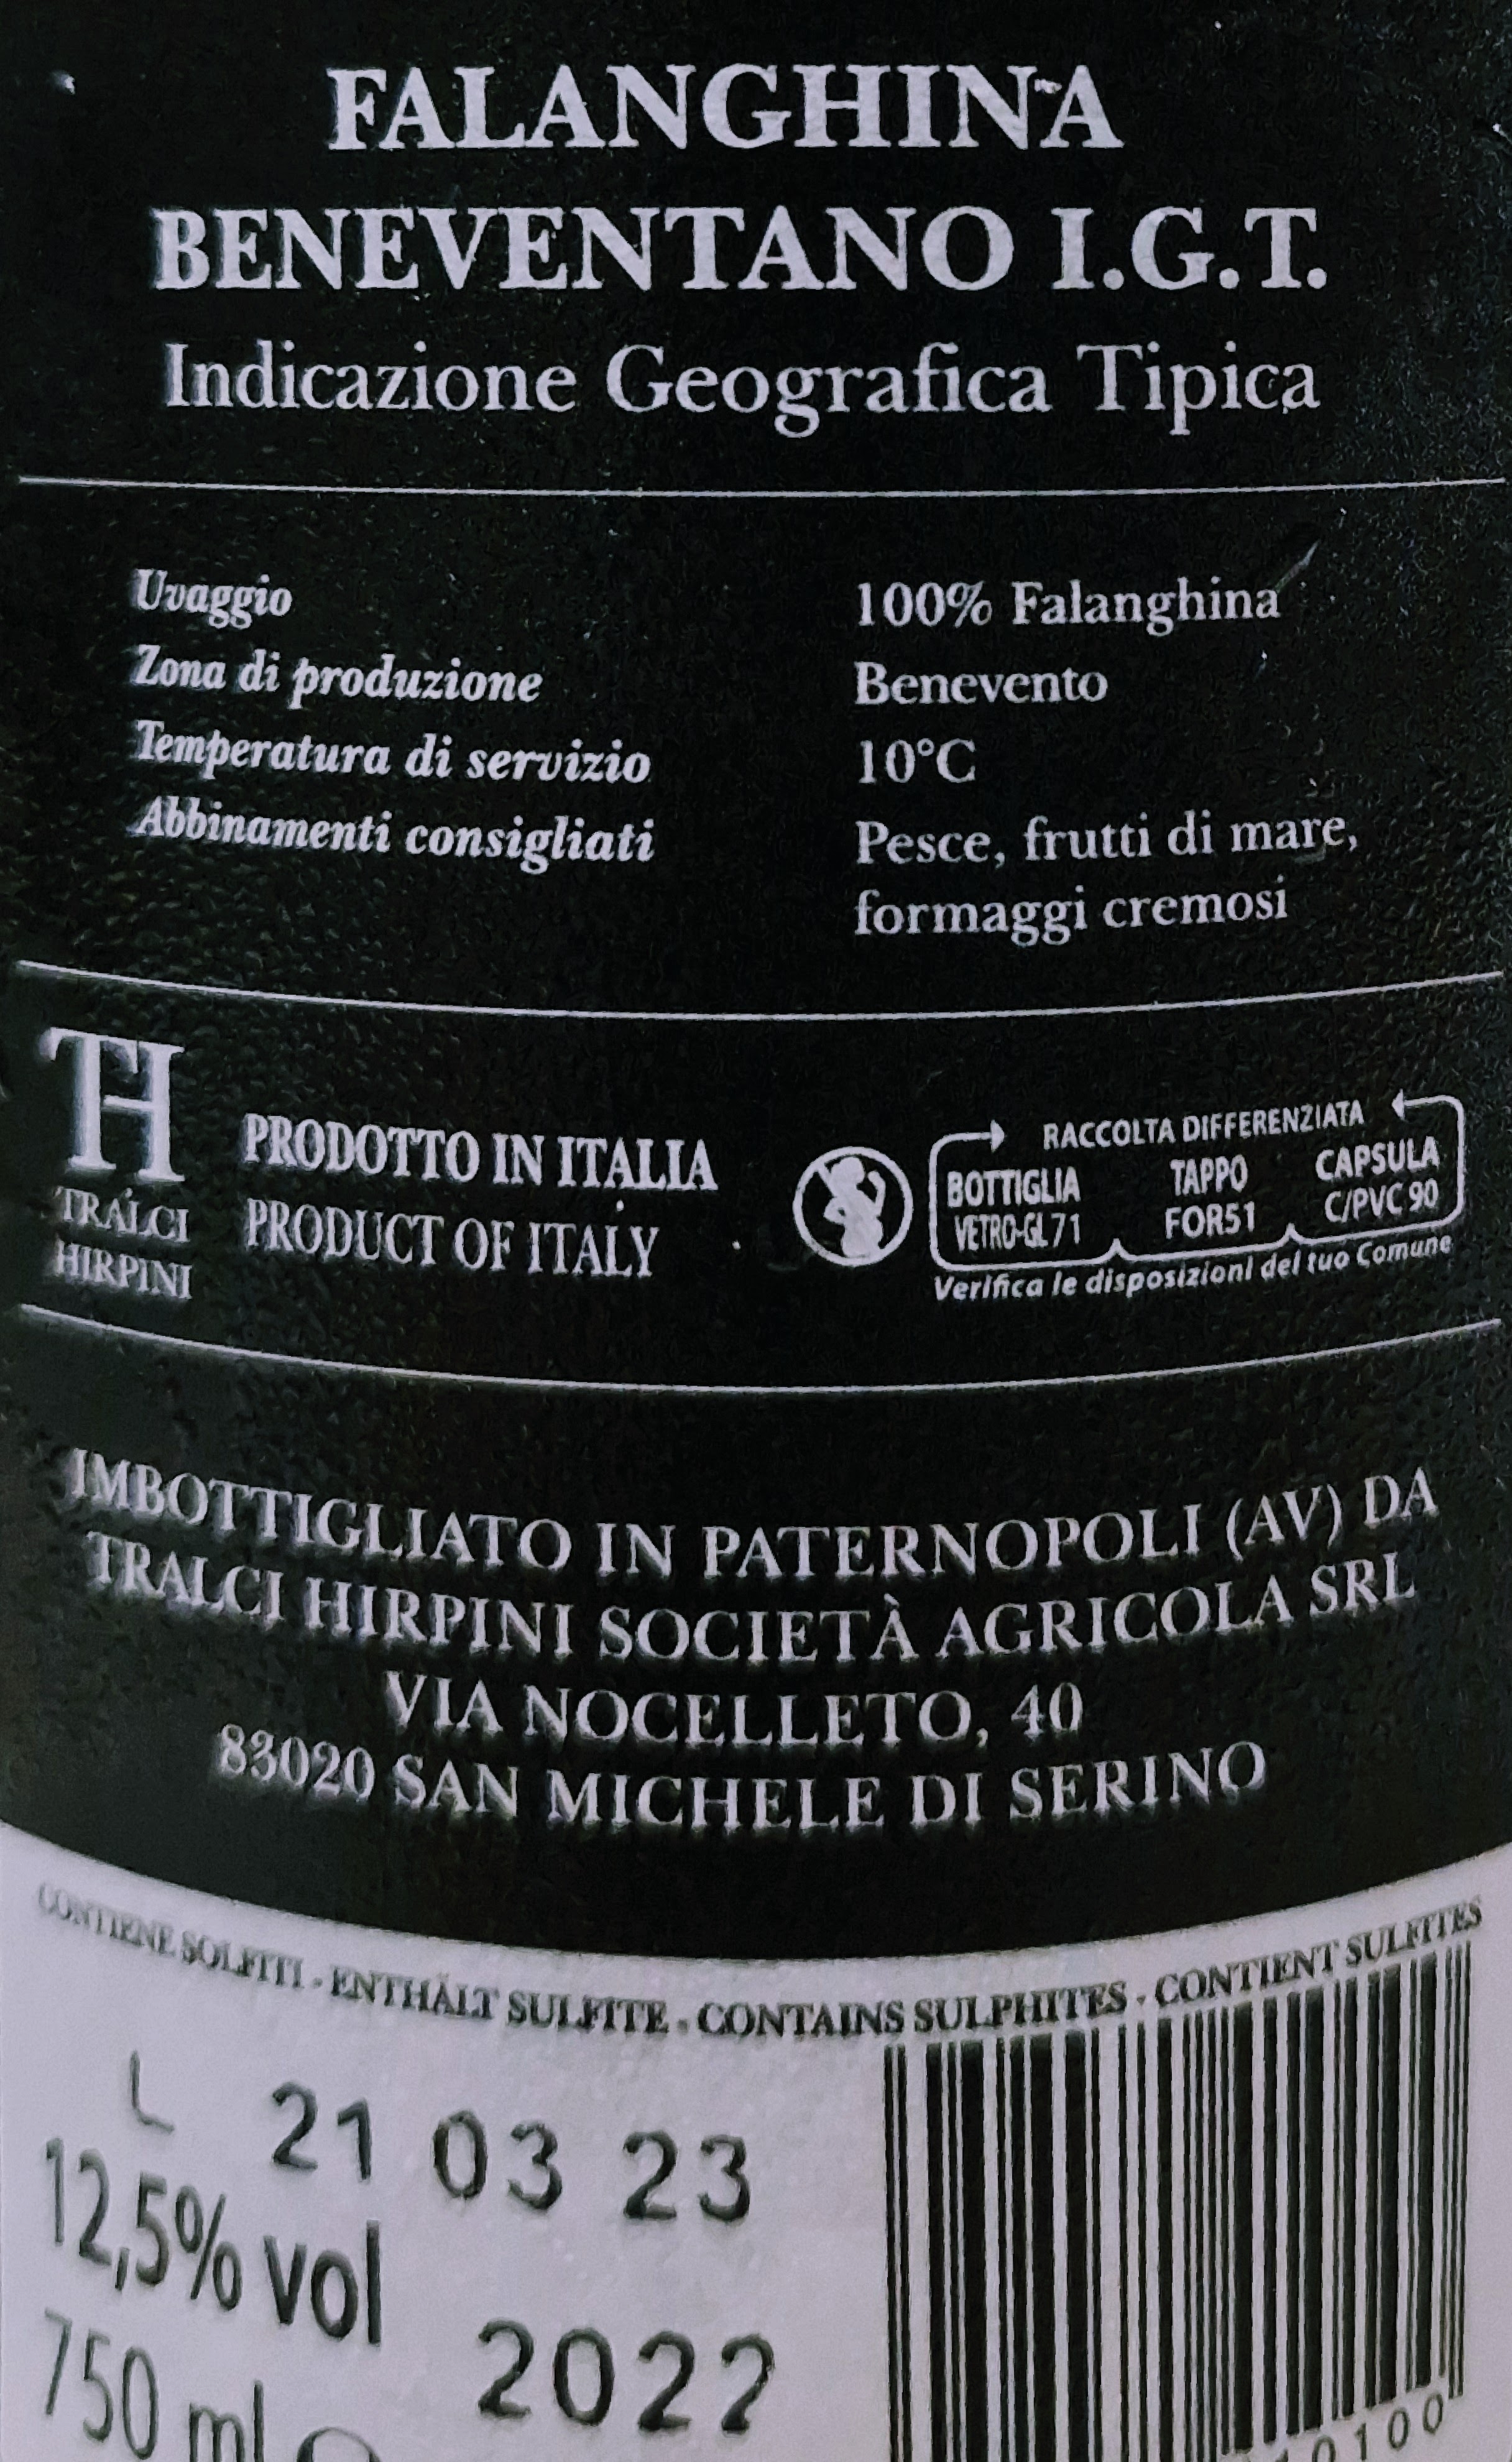 FALANGHINA
BENEVENTANO I.G.T.
Indicazione Geografica Tipica
Uvaggio 100% Falanghina
Zona di produzione Benevento
Temperatura di servizio 10°C
Abbinamenti consigliati Pesce, frutti di mare,
formaggi cremosi
TH
TRALCI
HIRPINI
PRODOTTO IN ITALIA
PRODUCT OF ITALY
RACCOLTA DIFFERENZIATA
BOTTIGLIA TAPPO CAPSULA
VETRO-GL71 FOR51 C/PVC 90
Verifica le disposizioni del tuo Comune
IMBOTTIGLIATO IN PATERNOPOLI (AV) DA
TRALCI HIRPINI SOCIETÀ AGRICOLA SRL
VIA NOCELLETO, 40
83020 SAN MICHELE DI SERINO
CONTIENE SOLFITI - ENTHÄLT SULFITE - CONTAINS SULPHITES - CONTIENT SULFITES
L 21 03 23
12,5% vol
750 ml
2022